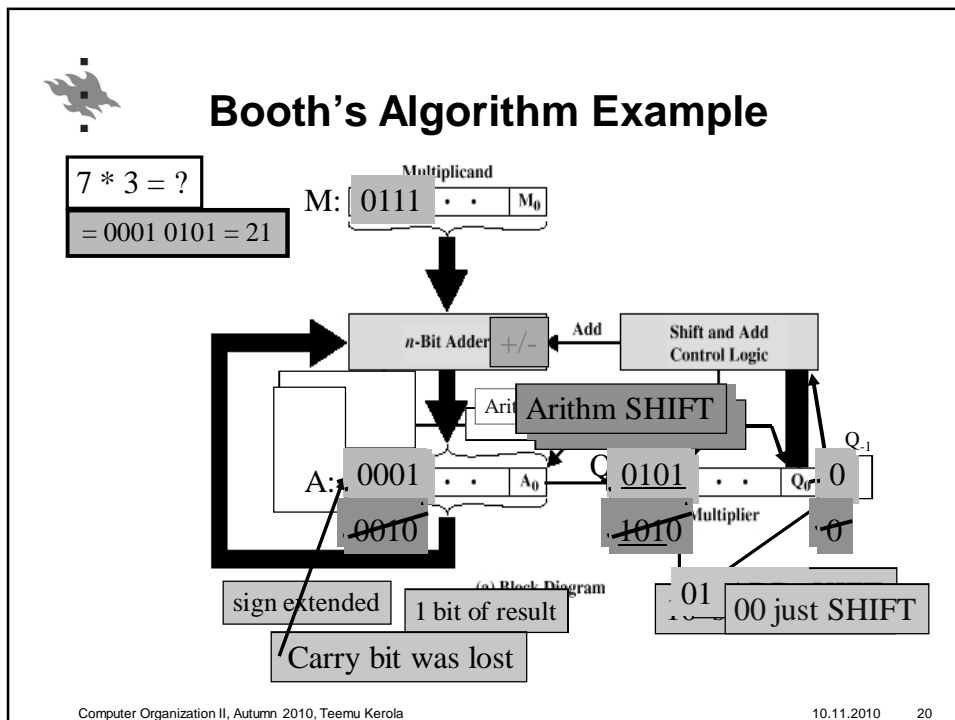 Booth's Algorithm Example
7 * 3 = ?
= 0001 0101 = 21
Multiplicand
M: 0111 · · M₀
n-Bit Adder +/-
Add
Shift and Add
Control Logic
Arithm SHIFT
Q₋₁
A: 0001 · · A₀
0101 · · Q₀ 0
0010
1010
Multiplier
0
(a) Block Diagram
sign extended
1 bit of result
01
00 just SHIFT
Carry bit was lost
Computer Organization II, Autumn 2010, Teemu Kerola
10.11.2010
20